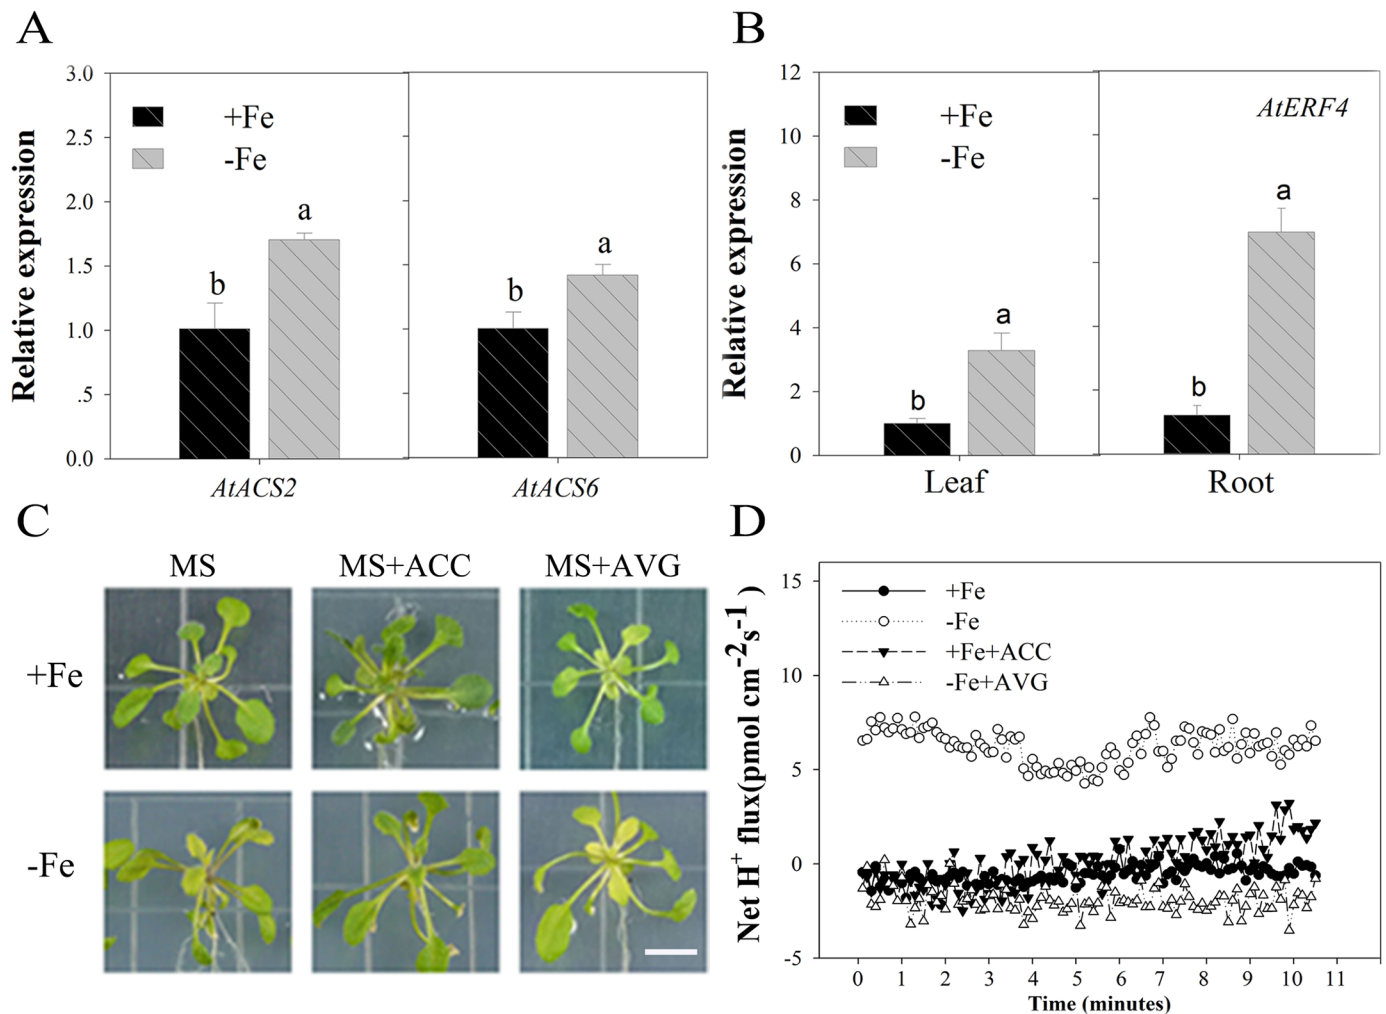 A
Relative expression
3.0
2.5
2.0
1.5
1.0
.5
0.0
+Fe
-Fe
b
a
b
a
AtACS2
AtACS6
B
Relative expression
12
10
8
6
4
2
0
+Fe
-Fe
AtERF4
b
a
b
a
Leaf
Root
C
MS
MS+ACC
MS+AVG
+Fe
-Fe
D
Net H+ flux(pmol cm-2s-1)
15
10
5
0
-5
+Fe
-Fe
+Fe+ACC
-Fe+AVG
0 1 2 3 4 5 6 7 8 9 10 11
Time (minutes)